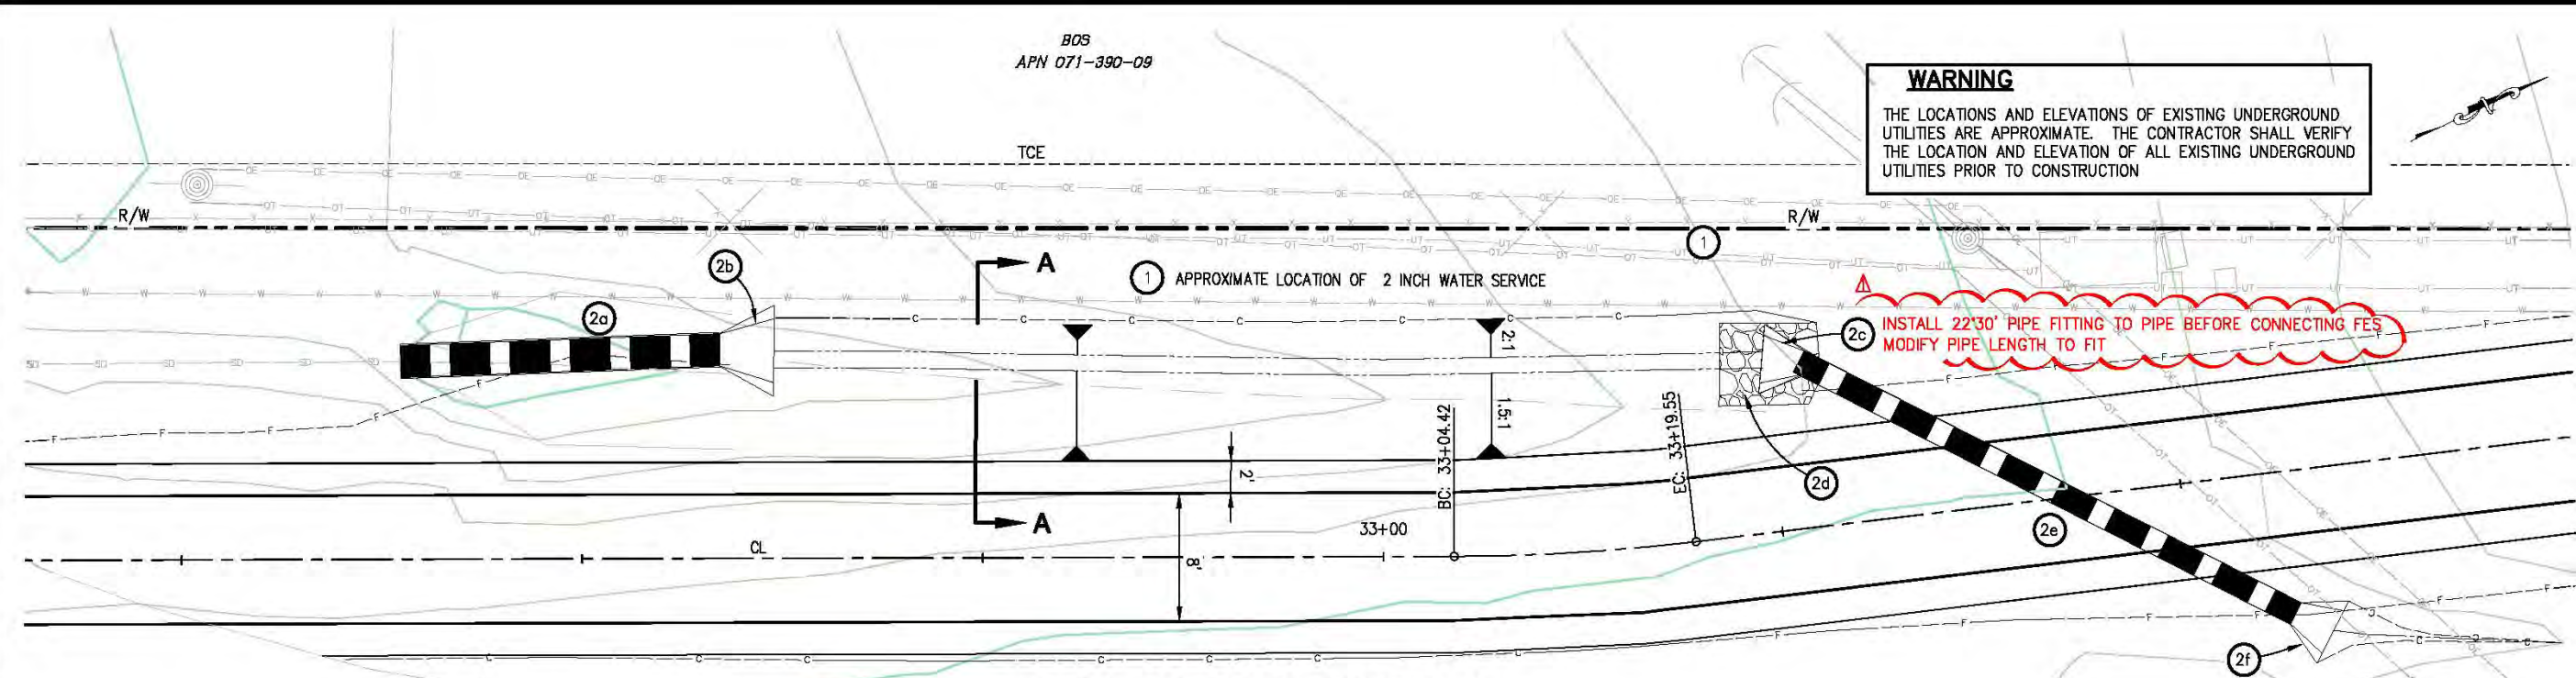 BOS
APN 071-390-09
WARNING
THE LOCATIONS AND ELEVATIONS OF EXISTING UNDERGROUND
UTILITIES ARE APPROXIMATE. THE CONTRACTOR SHALL VERIFY
THE LOCATION AND ELEVATION OF ALL EXISTING UNDERGROUND
UTILITIES PRIOR TO CONSTRUCTION
TCE
R/W
R/W
1
2b
A
1 APPROXIMATE LOCATION OF 2 INCH WATER SERVICE
2a
2c
INSTALL 22°30' PIPE FITTING TO PIPE BEFORE CONNECTING FES
MODIFY PIPE LENGTH TO FIT
2:1
1.5:1
BC: 33+04.42
EC: 33+19.55
2'
2d
A
33+00
2e
CL
8'
2f